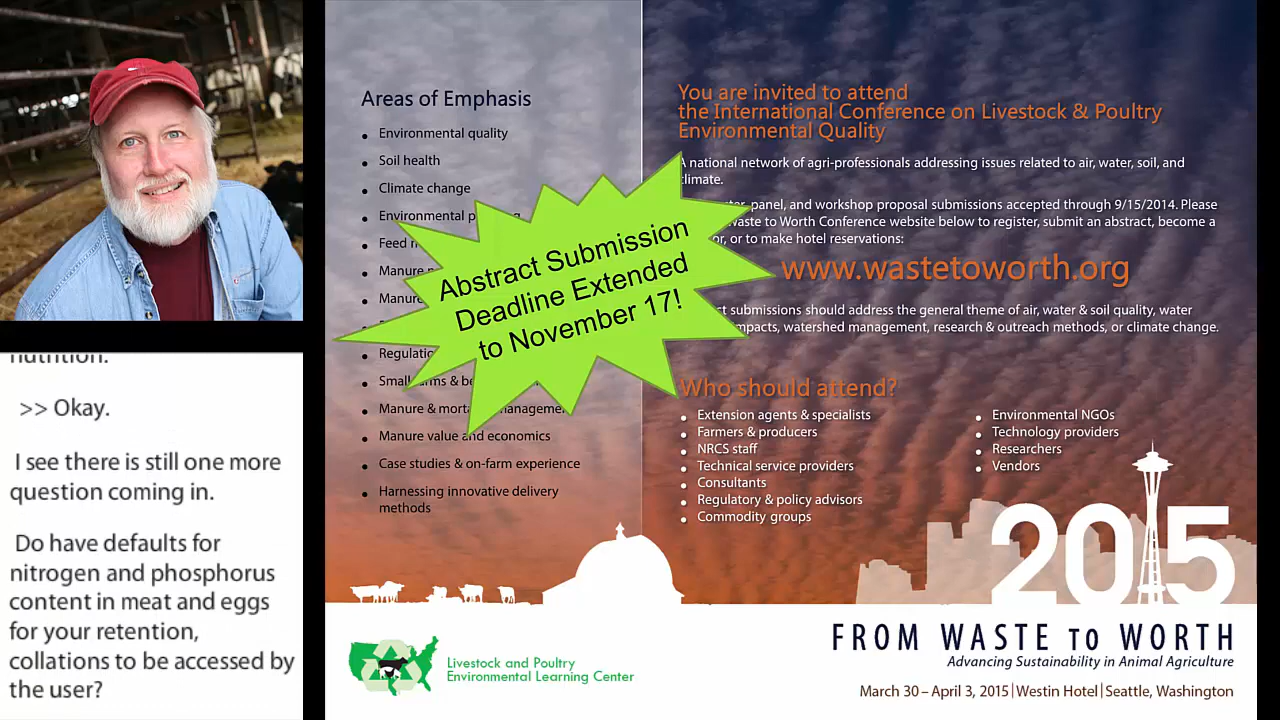 nutrition.
>> Okay.
I see there is still one more
question coming in.
Do have defaults for
nitrogen and phosphorus
content in meat and eggs
for your retention,
collations to be accessed by
the user?
Areas of Emphasis
Environmental quality
Soil health
Climate change
Environmental
Feed
Manure
Manure
Small & be
Manure & management
Manure value and economics
Case studies & on-farm experience
Harnessing innovative delivery
methods
Abstract Submission
Deadline Extended
to November 17!
You are invited to attend
the International Conference on Livestock & Poultry
Environmental Quality
A national network of agri-professionals addressing issues related to air, water, soil, and
climate.
panel, and workshop proposal submissions accepted through 9/15/2014. Please
Waste to Worth Conference website below to register, submit an abstract, become a
or to make hotel reservations:
www.wastetoworth.org
submissions should address the general theme of air, water & soil quality, water
impacts, watershed management, research & outreach methods, or climate change.
Who should attend?
Extension agents & specialists
Farmers & producers
NRCS staff
Technical service providers
Consultants
Regulatory & policy advisors
Commodity groups
Environmental NGOs
Technology providers
Researchers
Vendors
2015
FROM WASTE TO WORTH
Advancing Sustainability in Animal Agriculture
March 30 – April 3, 2015 | Westin Hotel | Seattle, Washington
Livestock and Poultry
Environmental Learning Center